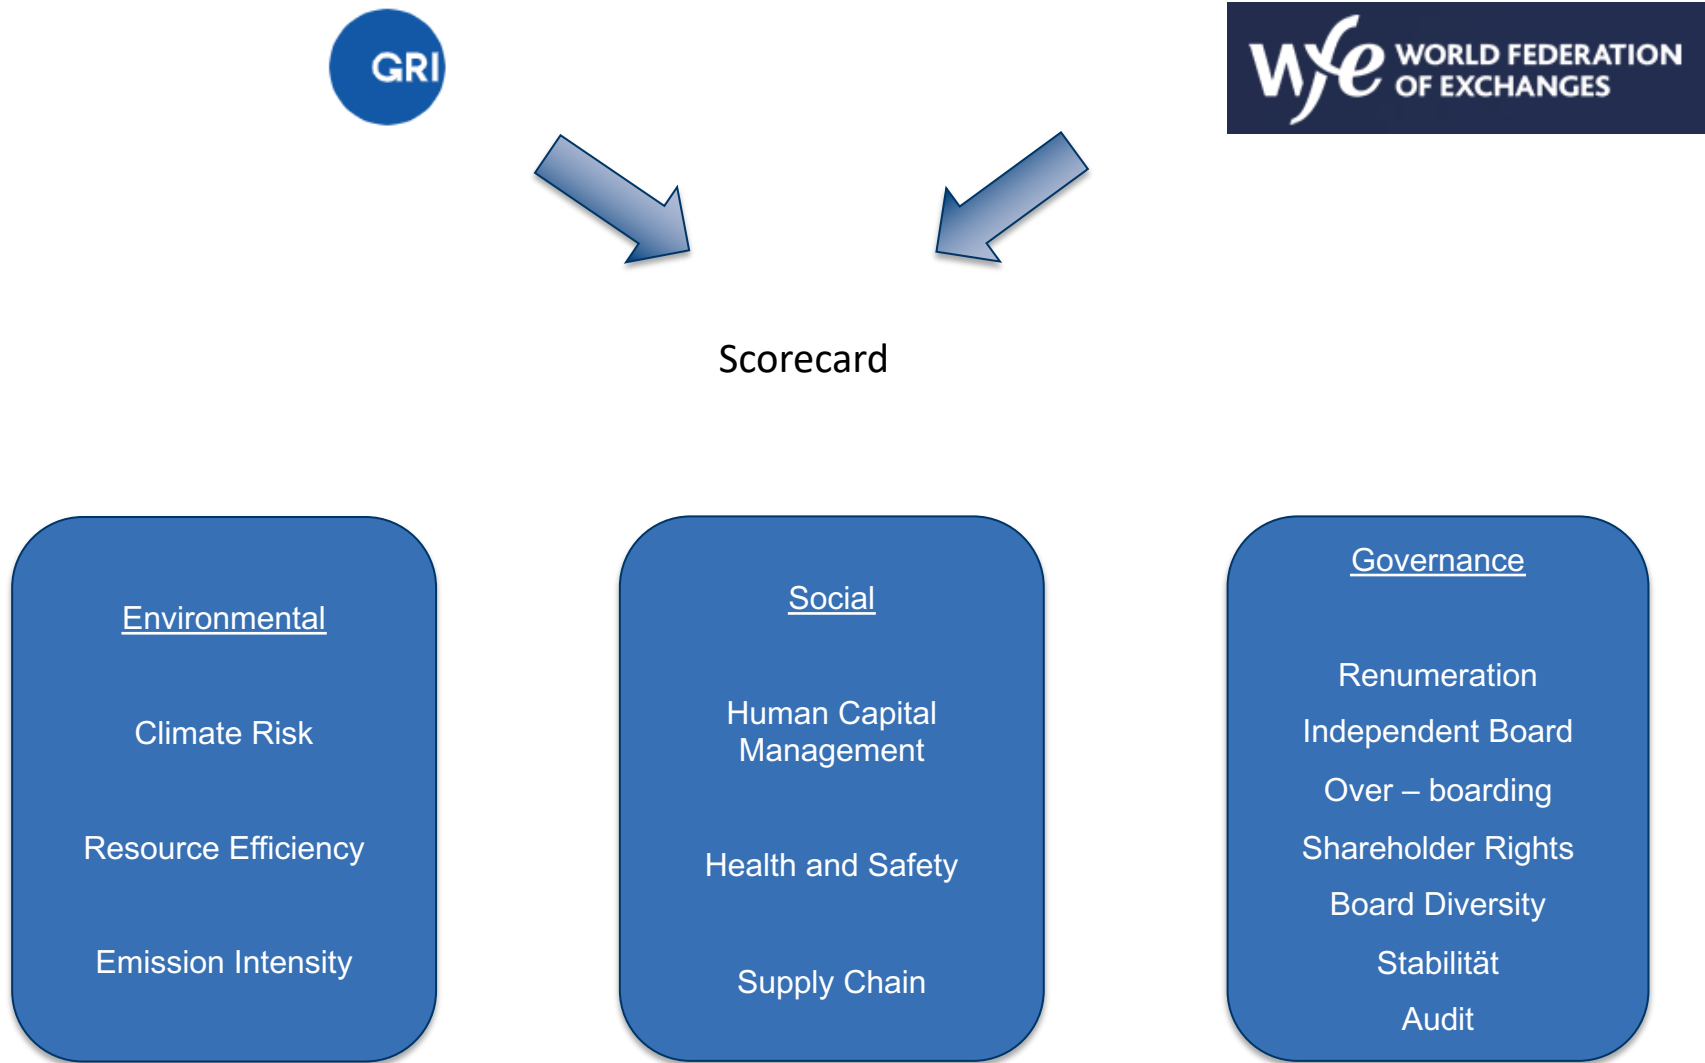 GRI
wfe WORLD FEDERATION
OF EXCHANGES
Scorecard
Environmental
Climate Risk
Resource Efficiency
Emission Intensity
Social
Human Capital
Management
Health and Safety
Supply Chain
Governance
Renumeration
Independent Board
Over – boarding
Shareholder Rights
Board Diversity
Stabilität
Audit